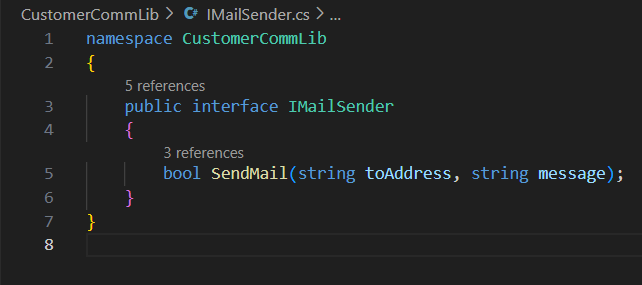 CustomerCommLib > IMailSender.cs > ...
1 namespace CustomerCommLib
2 {
5 references
3 public interface IMailSender
4 {
3 references
5 bool SendMail(string toAddress, string message);
6 }
7 }
8